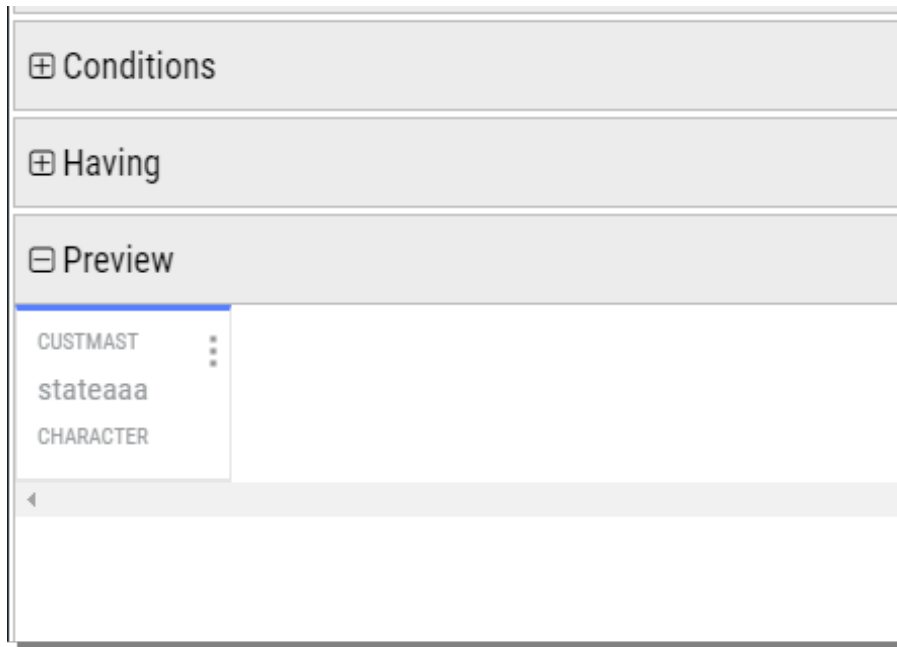 Conditions
Having
Preview
CUSTMAST
stateaaa
CHARACTER